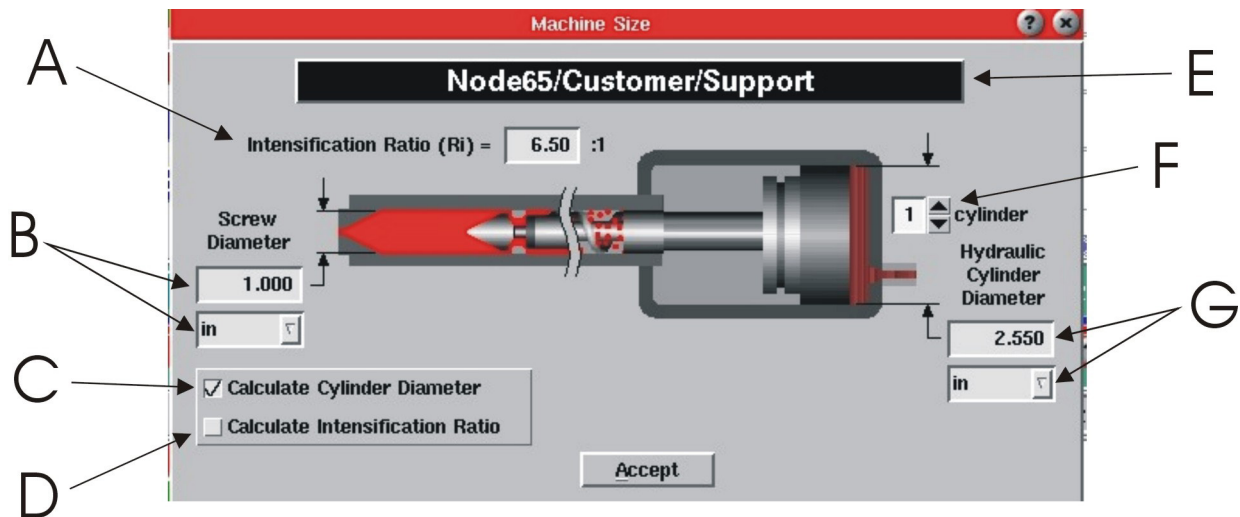 Machine Size
? x
A
Node65/Customer/Support
E
Intensification Ratio (Ri) = 6.50 :1
F
1 cylinder
B
Screw
Diameter
1.000
in
Hydraulic
Cylinder
Diameter
2.550
in
G
C
Calculate Cylinder Diameter
D
Calculate Intensification Ratio
Accept